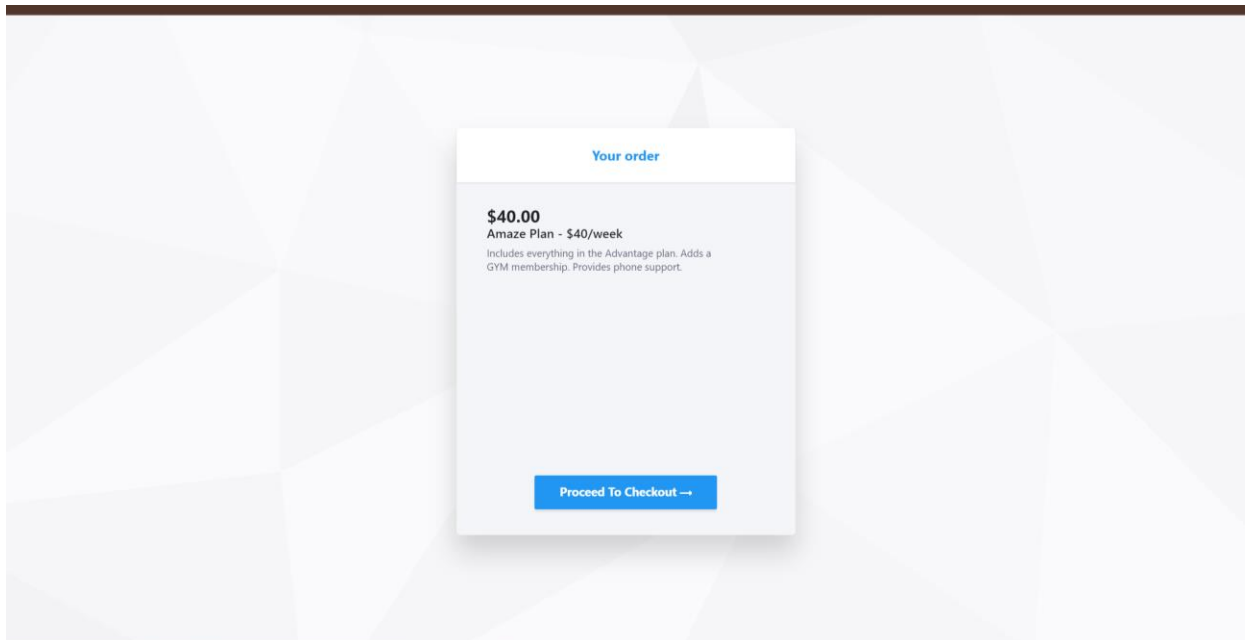 Your order
$40.00
Amaze Plan - $40/week
Includes everything in the Advantage plan. Adds a
GYM membership. Provides phone support.
Proceed To Checkout →